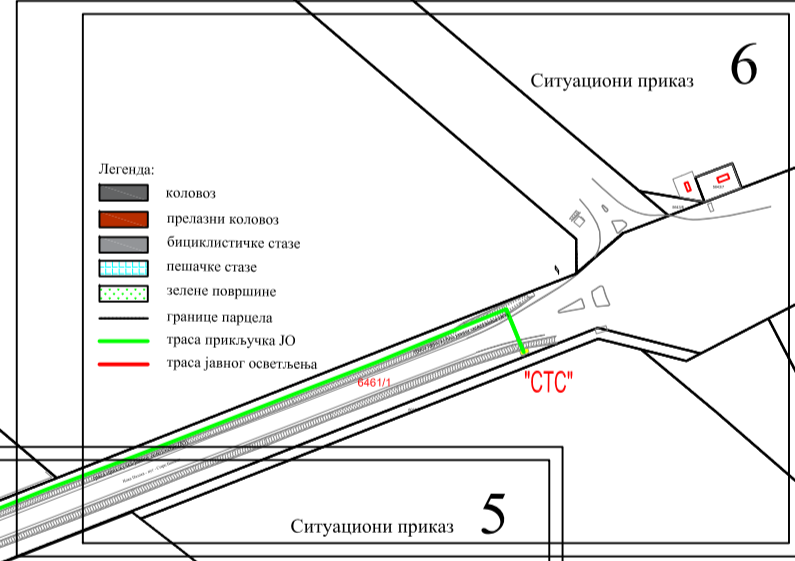 Ситуациони приказ 6
Легенда:
коловоз
прелазни коловоз
бициклистичке стазе
пешачке стазе
зелене површине
границе парцела
траса прикључка ЈО
траса јавног осветљења
6461/1
"СТС"
Ситуациони приказ 5